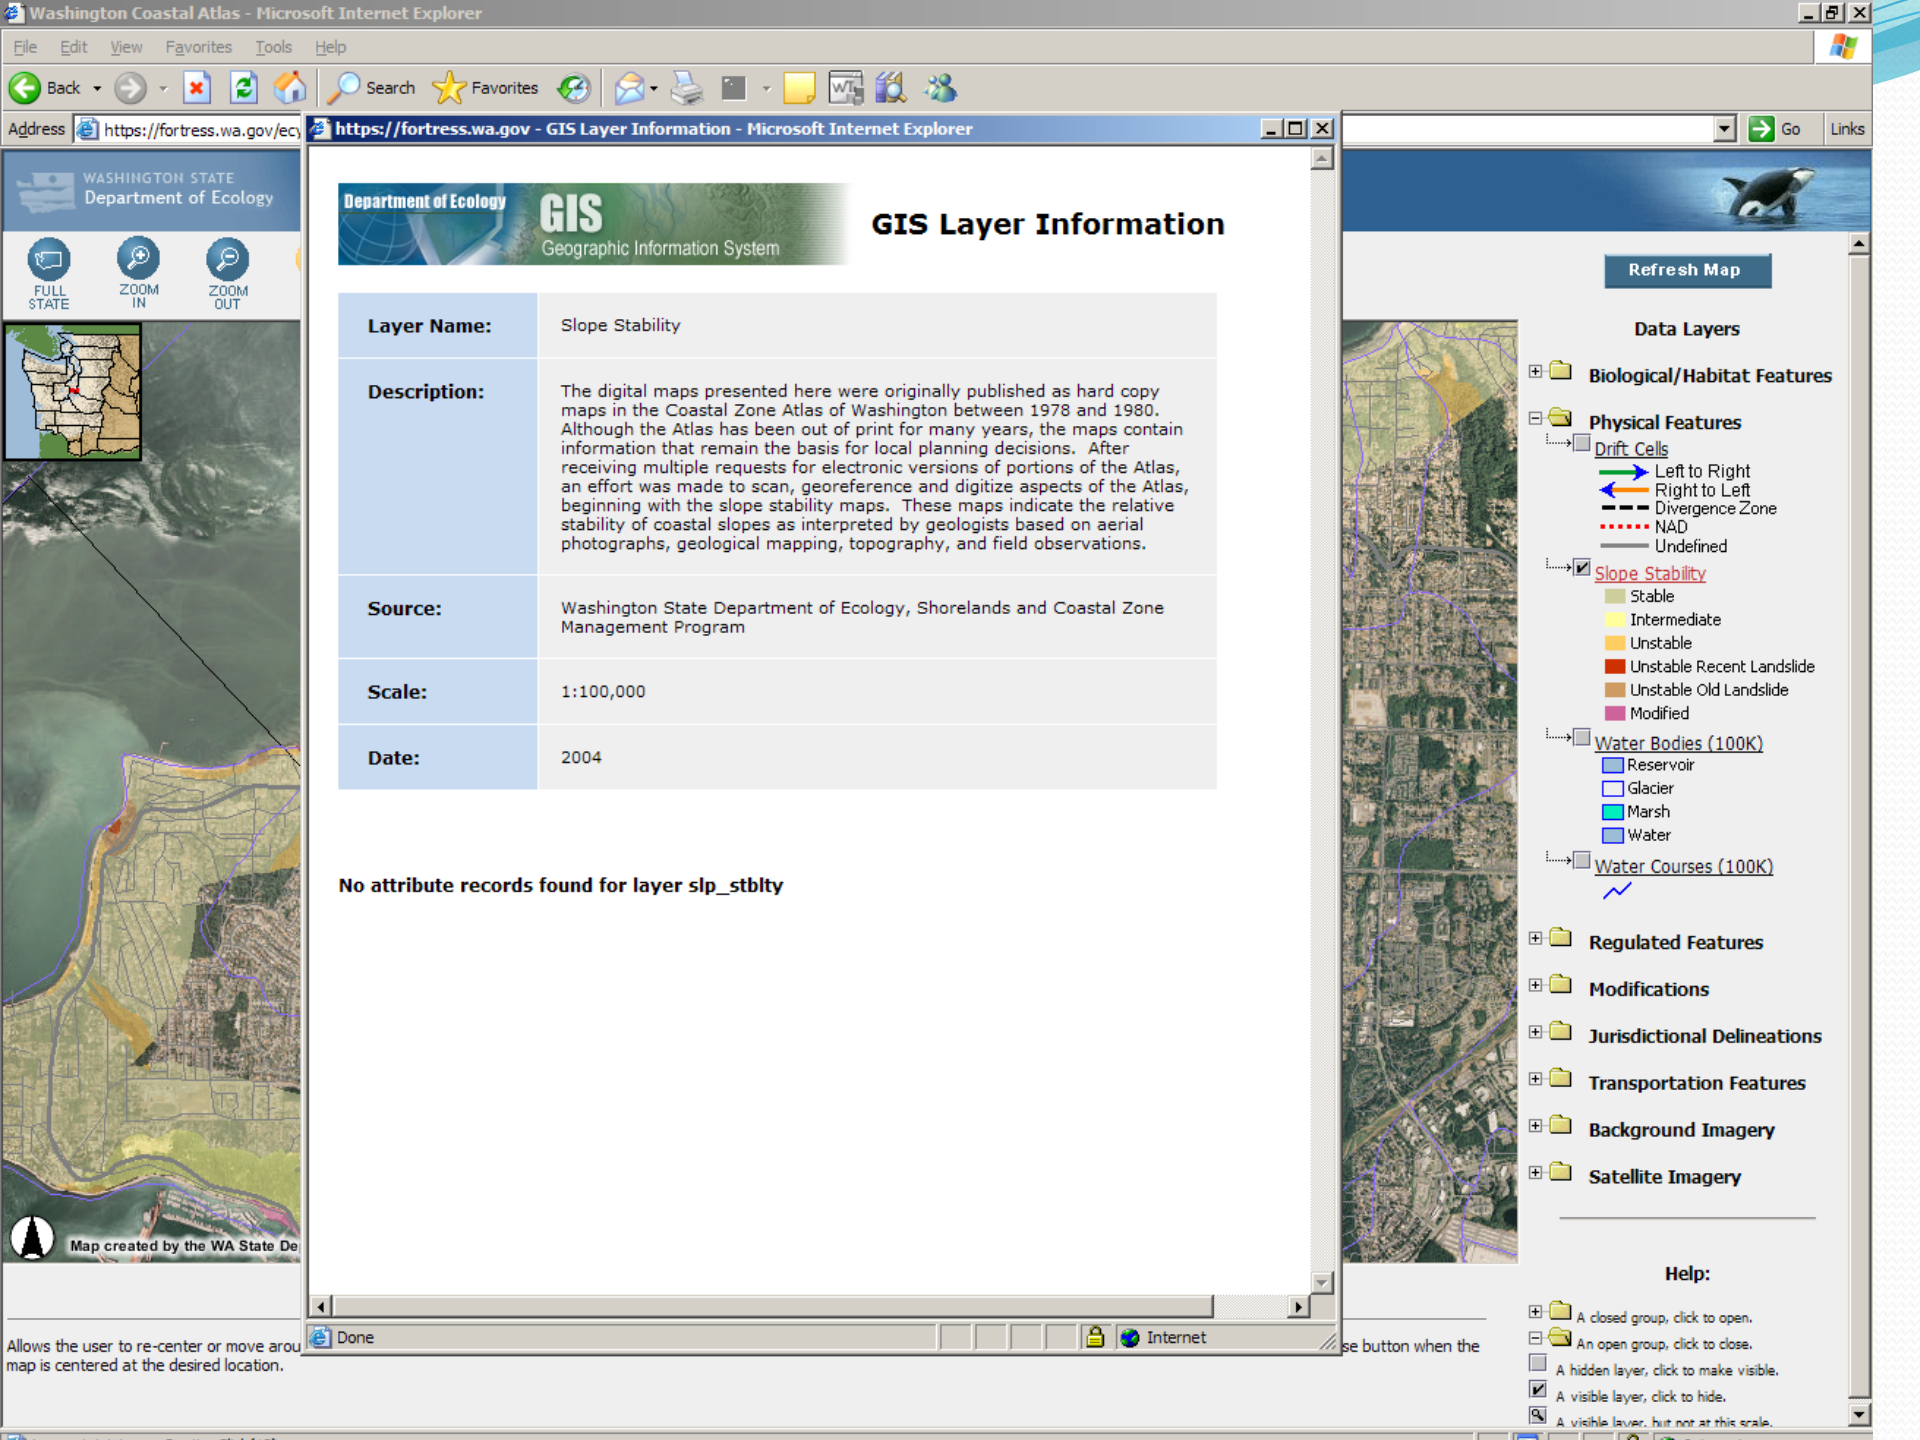 Washington Coastal Atlas - Microsoft Internet Explorer
File Edit View Favorites Tools Help
Back Search Favorites
Address https://fortress.wa.gov/ecy
Go Links
https://fortress.wa.gov - GIS Layer Information - Microsoft Internet Explorer
WASHINGTON STATE
Department of Ecology
FULL
STATE
ZOOM
IN
ZOOM
OUT
Department of Ecology
GIS
Geographic Information System
GIS Layer Information
Layer Name: Slope Stability
Description: The digital maps presented here were originally published as hard copy
maps in the Coastal Zone Atlas of Washington between 1978 and 1980.
Although the Atlas has been out of print for many years, the maps contain
information that remain the basis for local planning decisions. After
receiving multiple requests for electronic versions of portions of the Atlas,
an effort was made to scan, georeference and digitize aspects of the Atlas,
beginning with the slope stability maps. These maps indicate the relative
stability of coastal slopes as interpreted by geologists based on aerial
photographs, geological mapping, topography, and field observations.
Source: Washington State Department of Ecology, Shorelands and Coastal Zone
Management Program
Scale: 1:100,000
Date: 2004
No attribute records found for layer slp_stblty
Done
Internet
Map created by the WA State De
Allows the user to re-center or move arou
map is centered at the desired location.
se button when the
Refresh Map
Data Layers
Biological/Habitat Features
Physical Features
Drift Cells
Left to Right
Right to Left
Divergence Zone
NAD
Undefined
Slope Stability
Stable
Intermediate
Unstable
Unstable Recent Landslide
Unstable Old Landslide
Modified
Water Bodies (100K)
Reservoir
Glacier
Marsh
Water
Water Courses (100K)
Regulated Features
Modifications
Jurisdictional Delineations
Transportation Features
Background Imagery
Satellite Imagery
Help:
A closed group, click to open.
An open group, click to close.
A hidden layer, click to make visible.
A visible layer, click to hide.
A visible layer, but not at this scale.